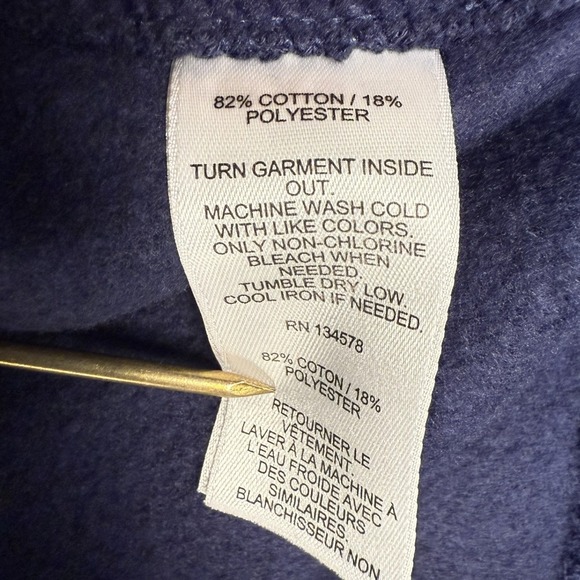 82% COTTON / 18%
POLYESTER
TURN GARMENT INSIDE
OUT.
MACHINE WASH COLD
WITH LIKE COLORS.
ONLY NON-CHLORINE
BLEACH WHEN
NEEDED.
TUMBLE DRY LOW.
COOL IRON IF NEEDED.
RN 134578
82% COTON / 18%
POLYESTER
RETOURNER LE
VÊTEMENT.
LAVER À LA MACHINE À
L'EAU FROIDE AVEC
DES COULEURS
SIMILAIRES.
BLANCHISSEUR NON